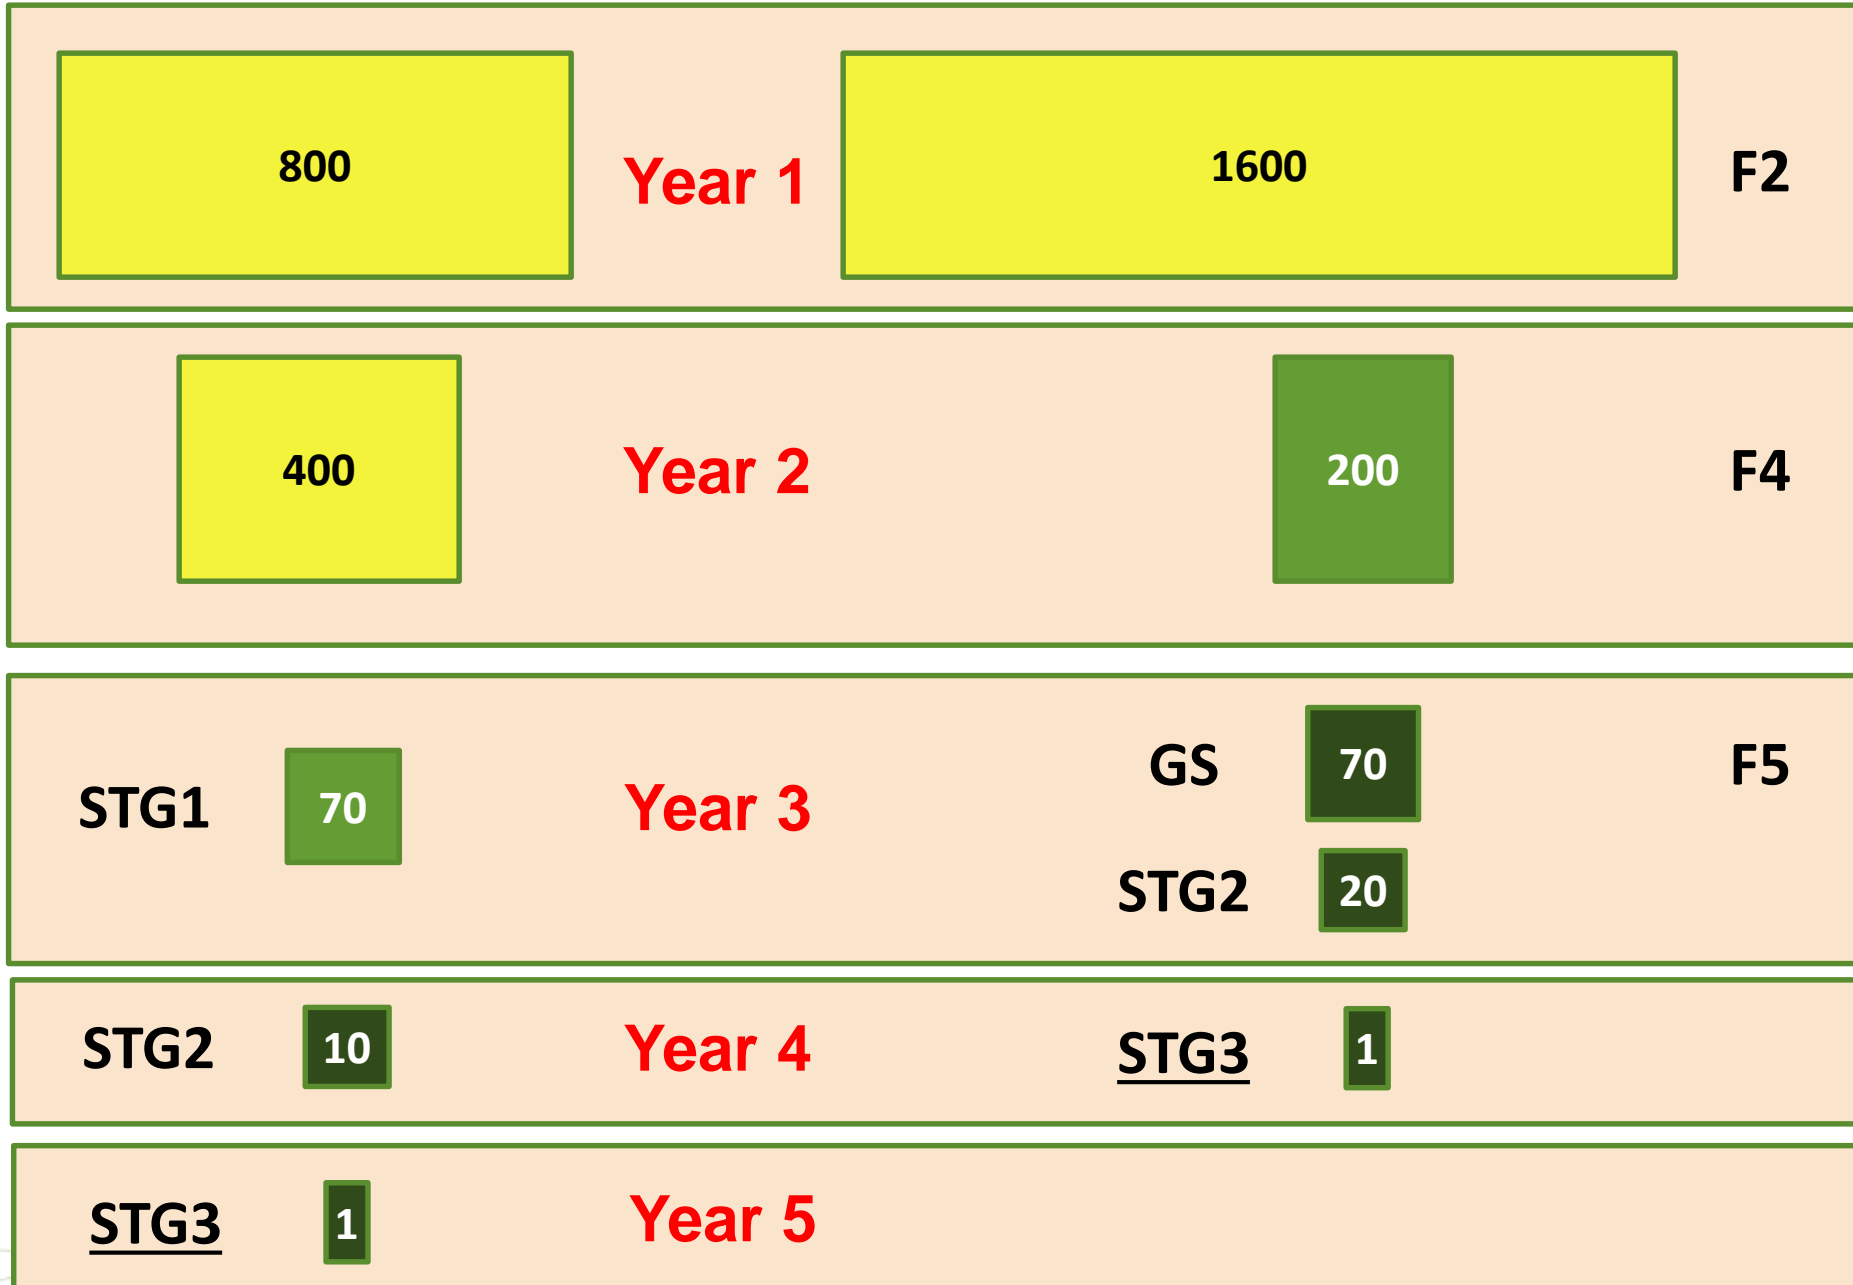 800 Year 1 1600 F2
400 Year 2 200 F4
GS 70 F5
STG1 70 Year 3
STG2 20
STG2 10 Year 4 STG3 1
STG3 1 Year 5